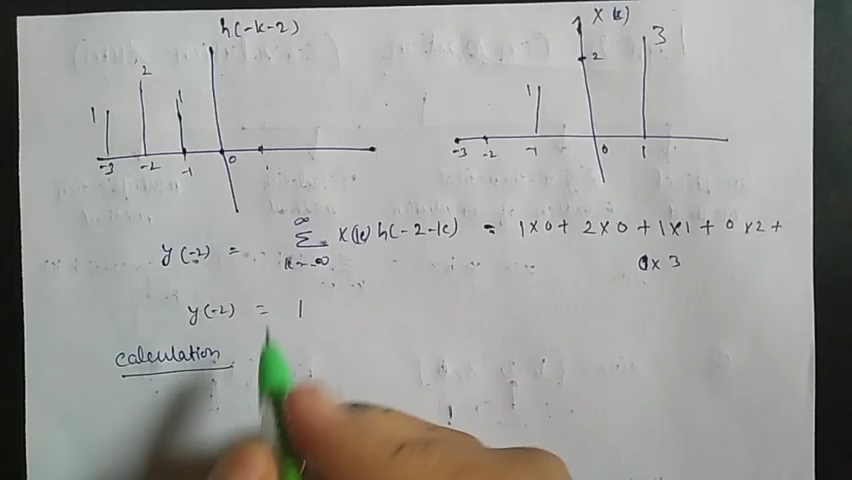 h(-k-2)
x(k)
1 2 1
-3 -2 -1 0
1 2 3
-3 -2 -1 0 1
y(-2) = ∞ Σ k=-∞ x(k) h(-2-k) = 1×0 + 2×0 + 1×1 + 0×2 +
0×3
y(-2) = 1
calculation